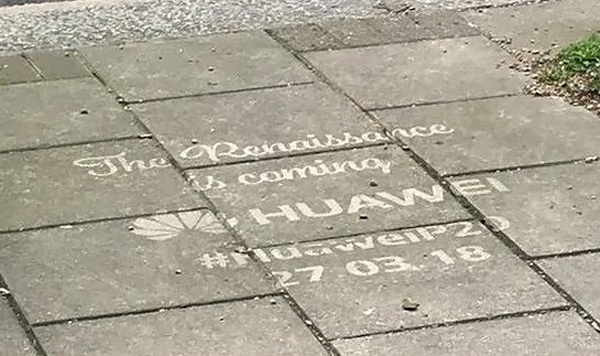 The Renaissance
is coming
HUAWEI
#HuaweiP20
27 03 18